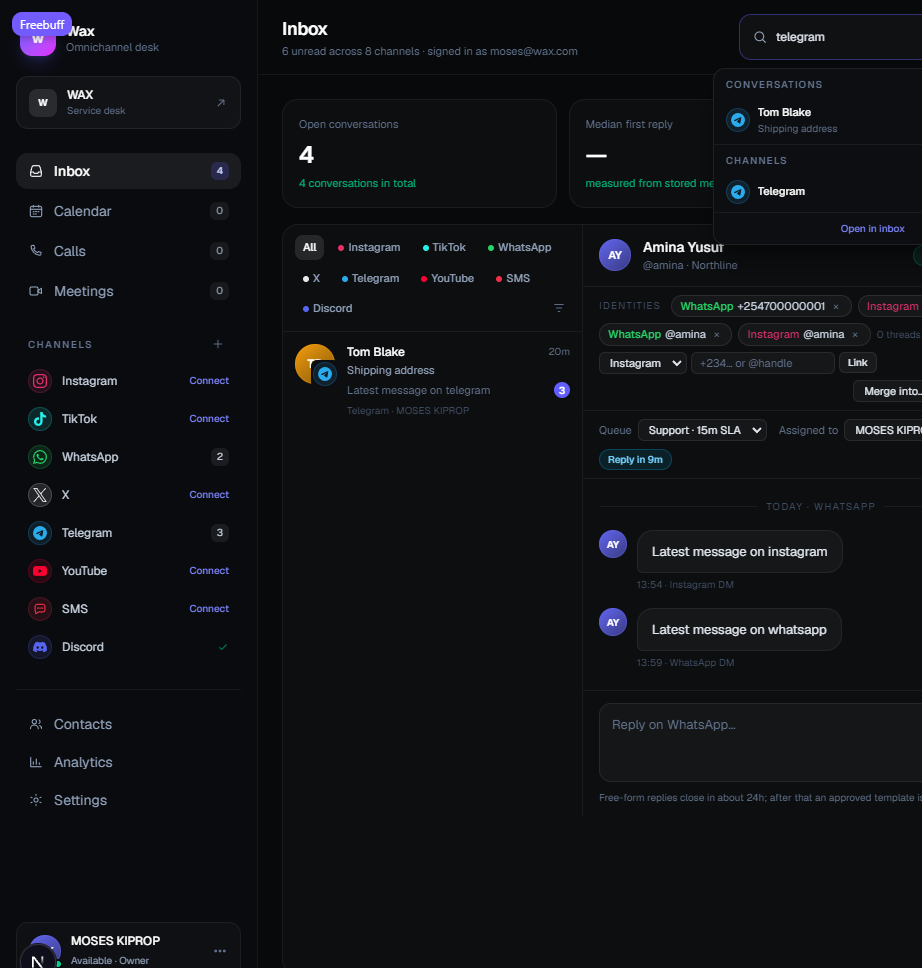 Freebuff
Wax
W
Omnichannel desk
W
WAX
Service desk
Inbox 4
Calendar 0
Calls 0
Meetings 0
CHANNELS
Instagram Connect
TikTok Connect
WhatsApp 2
X Connect
Telegram 3
YouTube Connect
SMS Connect
Discord
Contacts
Analytics
Settings
MOSES KIPROP
Available · Owner
N
Inbox
6 unread across 8 channels · signed in as moses@wax.com
telegram
CONVERSATIONS
Tom Blake
Shipping address
CHANNELS
Telegram
Open in inbox
Open conversations
4
4 conversations in total
Median first reply
—
measured from stored me
All Instagram TikTok WhatsApp
X Telegram YouTube SMS
Discord
Tom Blake 20m
Shipping address
Latest message on telegram 3
Telegram · MOSES KIPROP
AY
Amina Yusuf
@amina · Northline
IDENTITIES WhatsApp +254700000001 × Instagram
WhatsApp @amina × Instagram @amina × 0 threads
Instagram +234… or @handle Link
Merge into…
Queue Support · 15m SLA Assigned to MOSES KIPR
Reply in 9m
TODAY · WHATSAPP
AY
Latest message on instagram
13:54 · Instagram DM
AY
Latest message on whatsapp
13:59 · WhatsApp DM
Reply on WhatsApp…
Free-form replies close in about 24h; after that an approved template is